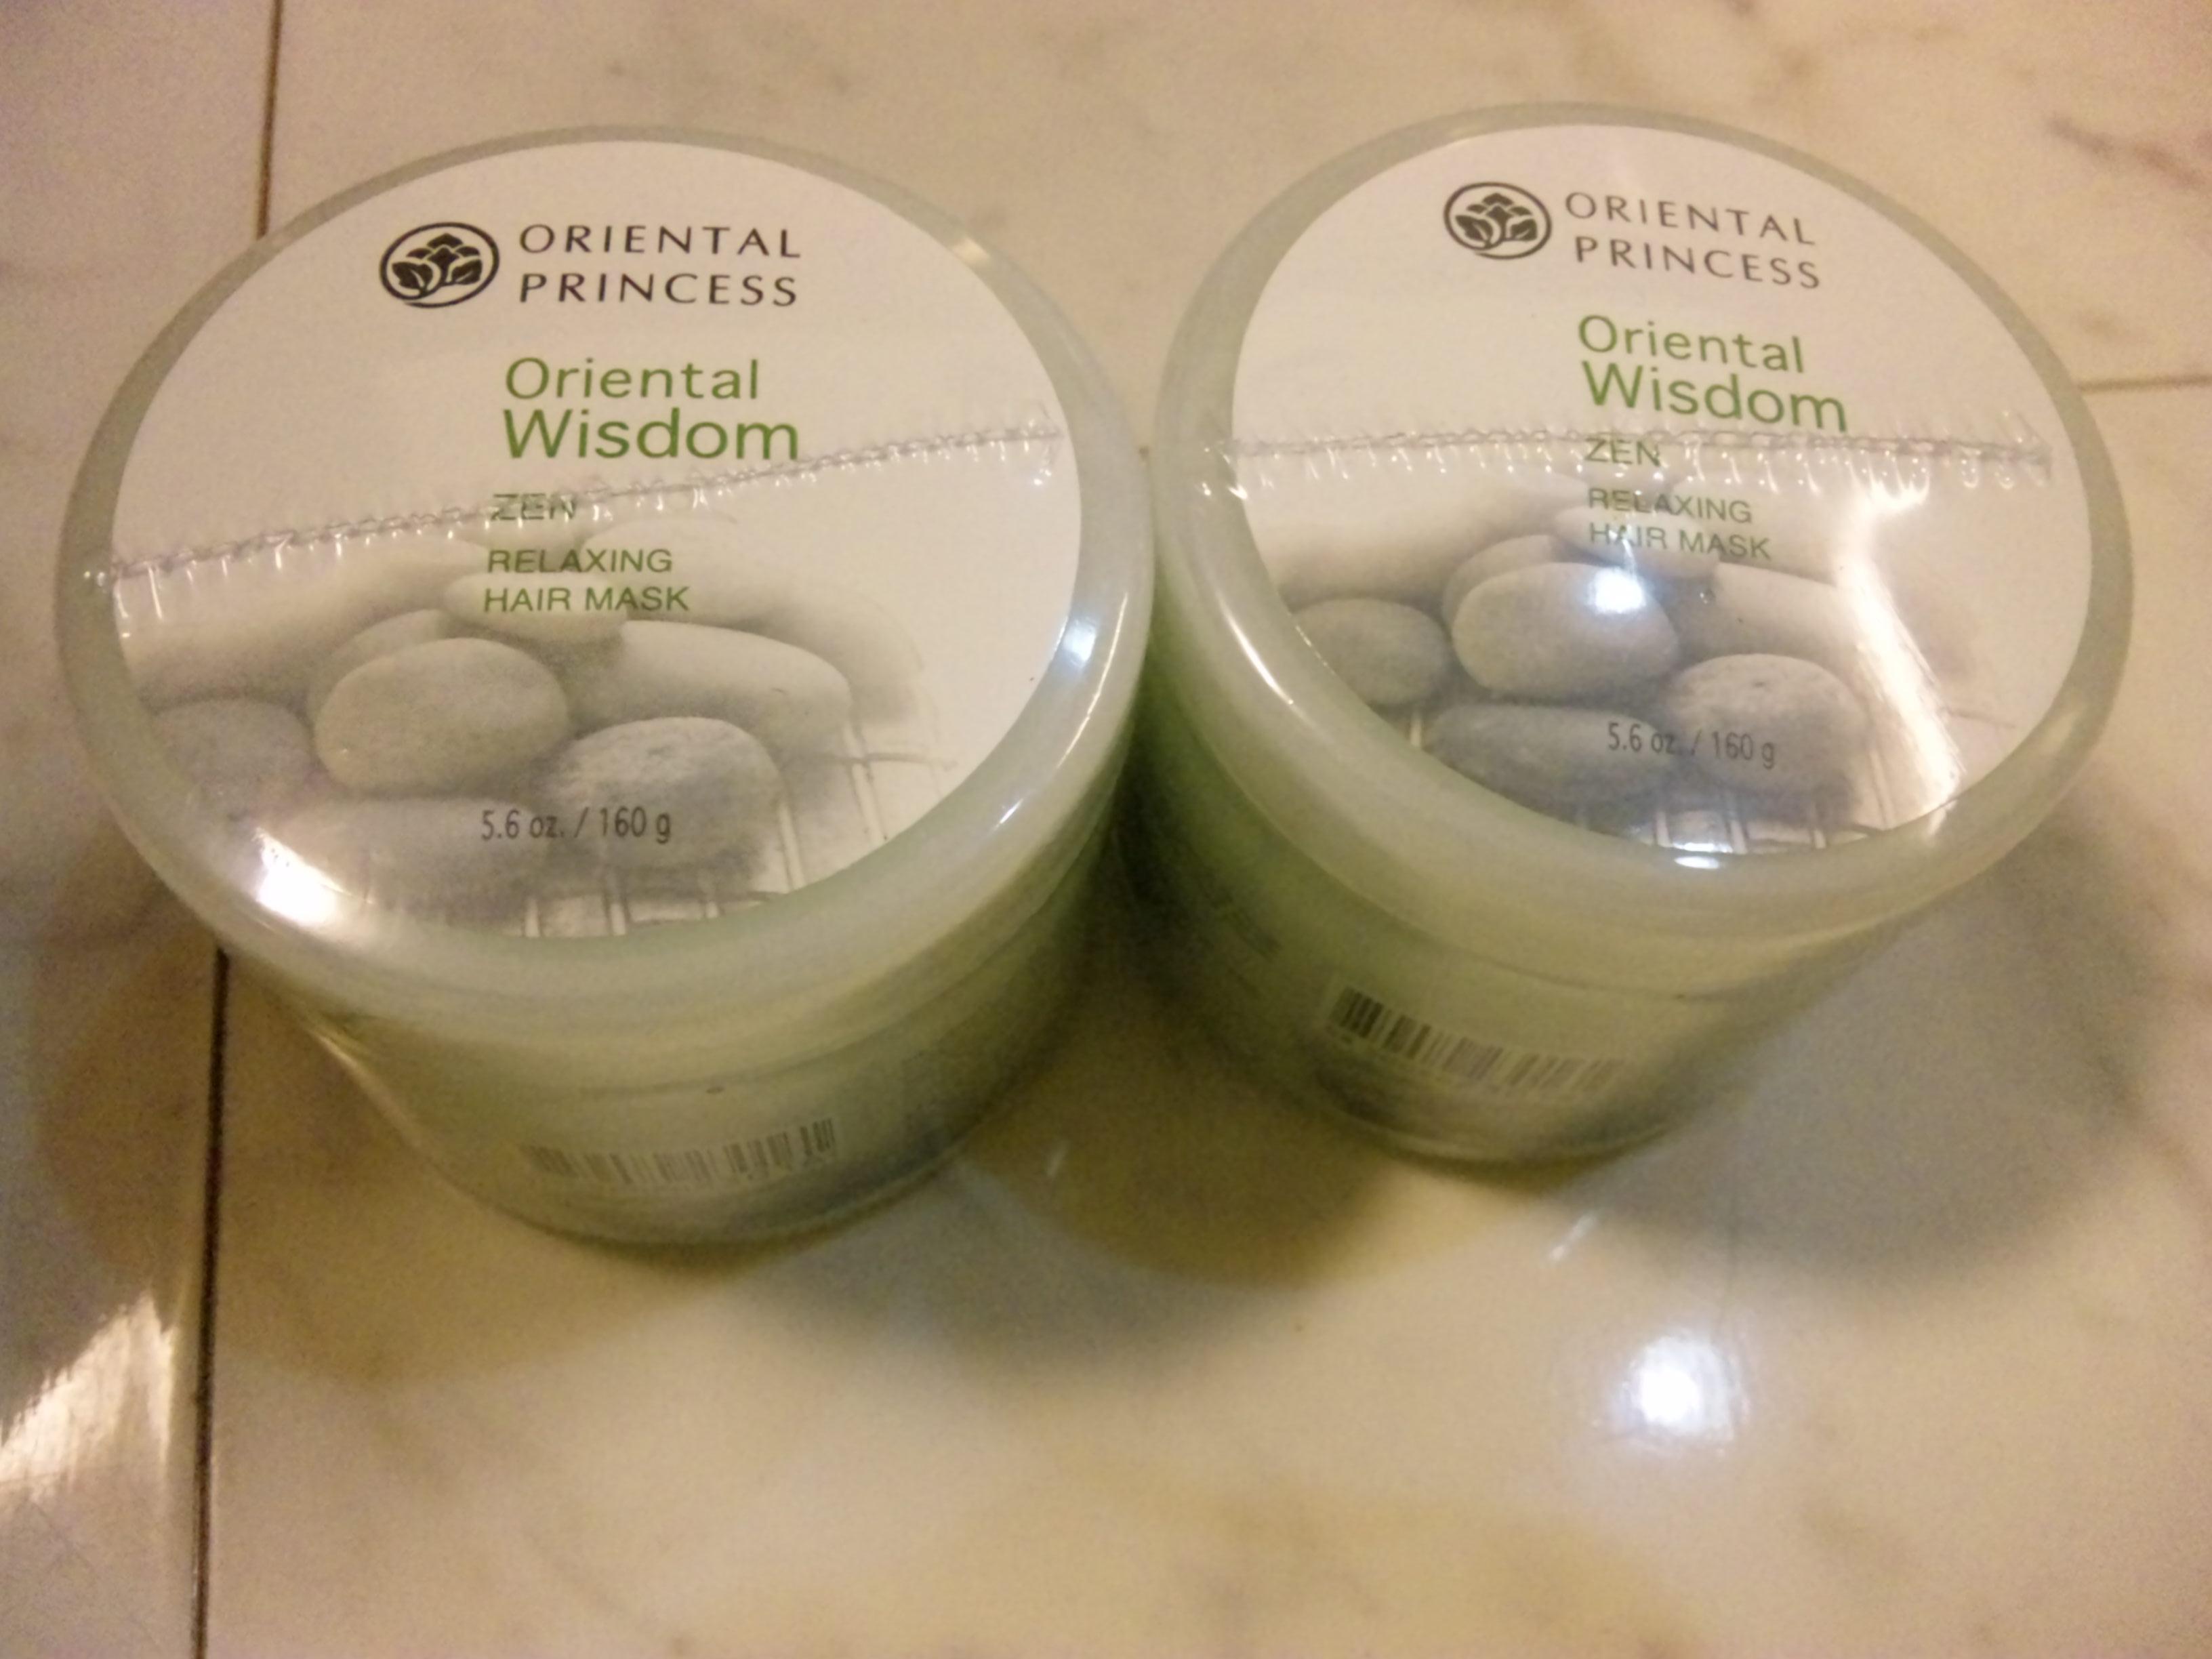 ORIENTAL
PRINCESS
Oriental
Wisdom
ZEN
RELAXING
HAIR MASK
5.6 oz. / 160 g
ORIENTAL
PRINCESS
Oriental
Wisdom
ZEN
RELAXING
HAIR MASK
5.6 oz. / 160 g